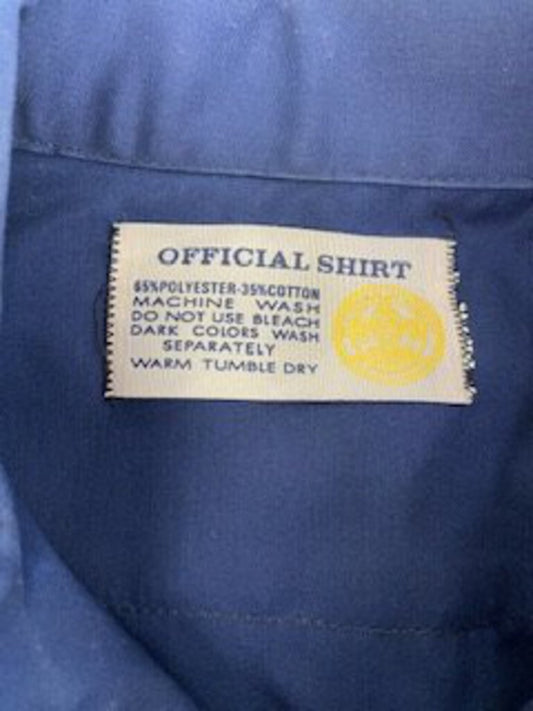 OFFICIAL SHIRT
65%POLYESTER-35%COTTON
MACHINE WASH
DO NOT USE BLEACH
DARK COLORS WASH
SEPARATELY
WARM TUMBLE DRY